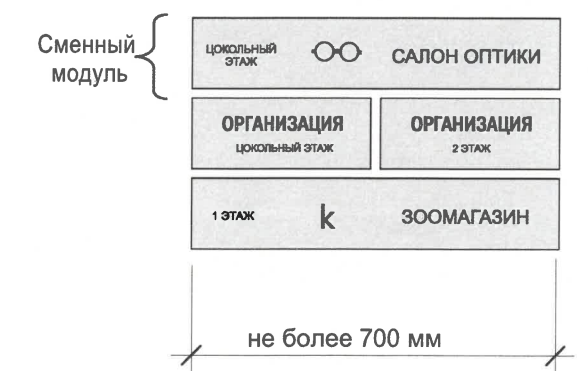 Сменный
модуль
ЦОКОЛЬНЫЙ
ЭТАЖ
САЛОН ОПТИКИ
ОРГАНИЗАЦИЯ
ЦОКОЛЬНЫЙ ЭТАЖ
ОРГАНИЗАЦИЯ
2 ЭТАЖ
1 ЭТАЖ
k
ЗООМАГАЗИН
не более 700 мм